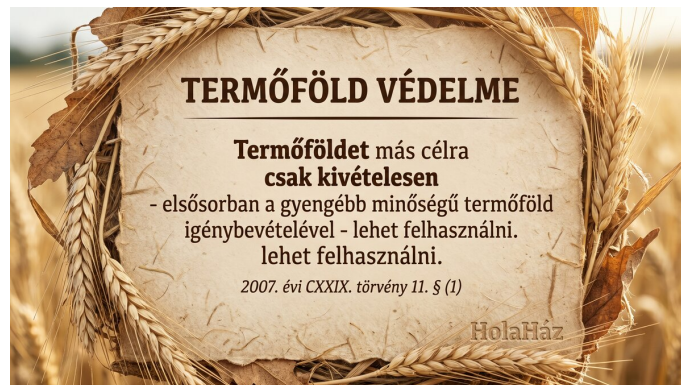 TERMŐFÖLD VÉDELME
Termőföldet más célra
csak kivételesen
- elsősorban a gyengébb minőségű termőföld
igénybevételével - lehet felhasználni.
lehet felhasználni.
2007. évi CXXIX. törvény 11. § (1)
HolaHáz